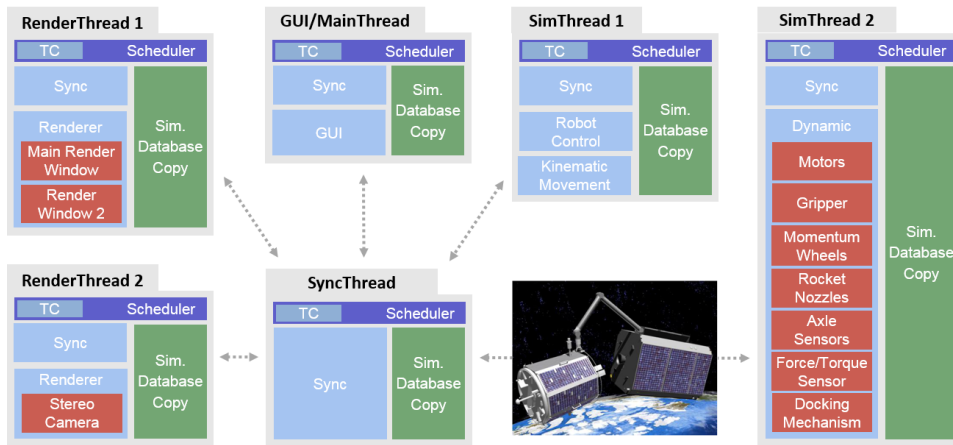 RenderThread 1
TC
Scheduler
Sync
Renderer
Main Render
Window
Render
Window 2
Sim.
Database
Copy
GUI/MainThread
TC
Scheduler
Sync
GUI
Sim.
Database
Copy
SimThread 1
TC
Scheduler
Sync
Robot
Control
Kinematic
Movement
Sim.
Database
Copy
SimThread 2
TC
Scheduler
Sync
Dynamic
Motors
Gripper
Momentum
Wheels
Rocket
Nozzles
Axle
Sensors
Force/Torque
Sensor
Docking
Mechanism
Sim.
Database
Copy
RenderThread 2
TC
Scheduler
Sync
Renderer
Stereo
Camera
Sim.
Database
Copy
SyncThread
TC
Scheduler
Sync
Sim.
Database
Copy